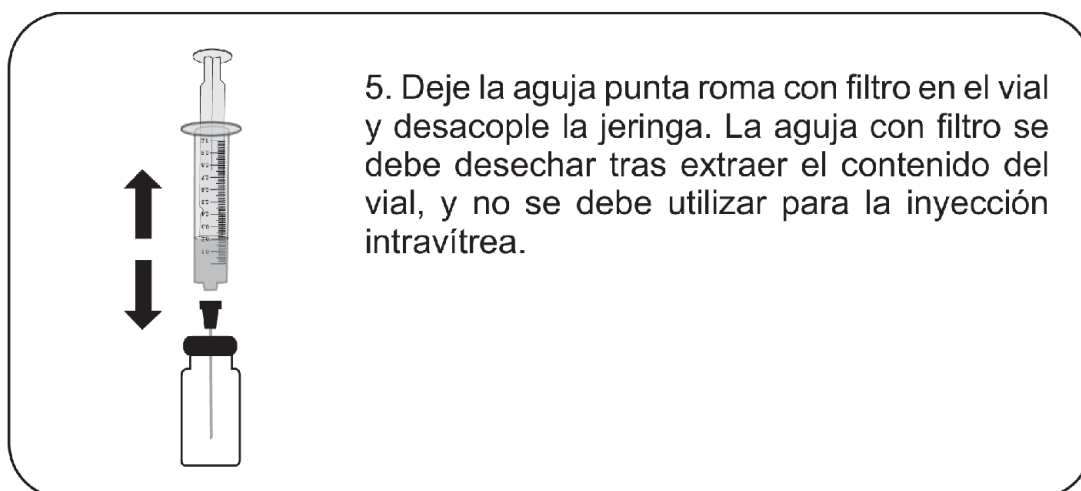 5. Deje la aguja punta roma con filtro en el vial
y desacople la jeringa. La aguja con filtro se
debe desechar tras extraer el contenido del
vial, y no se debe utilizar para la inyección
intravítrea.